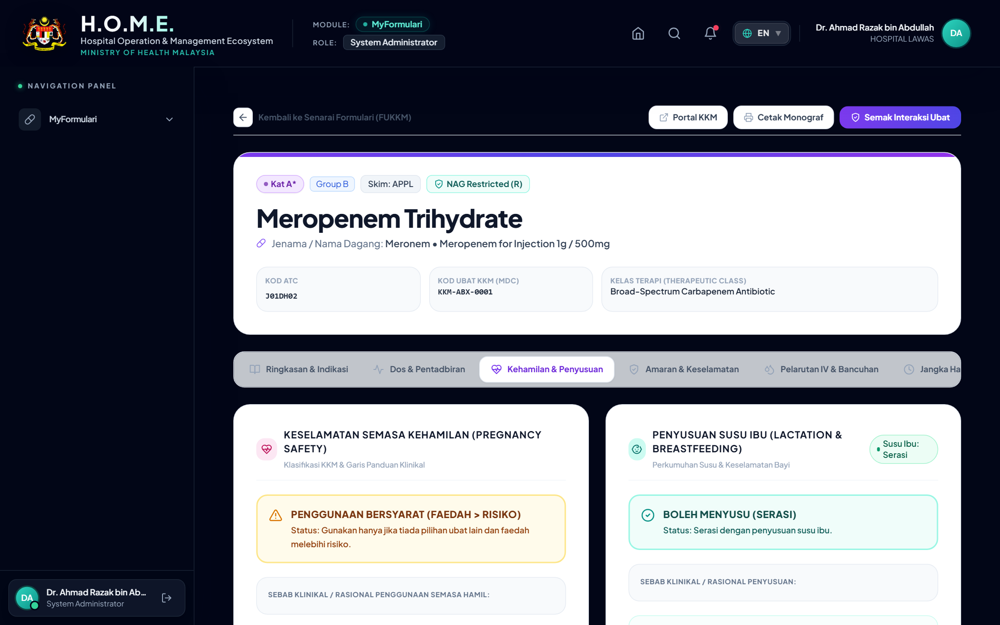 H.O.M.E.
Hospital Operation & Management Ecosystem
MINISTRY OF HEALTH MALAYSIA
MODULE: MyFormulari
ROLE: System Administrator
EN
Dr. Ahmad Razak bin Abdullah
HOSPITAL LAWAS
DA
NAVIGATION PANEL
MyFormulari
Kembali ke Senarai Formulari (FUKKM)
Portal KKM
Cetak Monograf
Semak Interaksi Ubat
Kat A*
Group B
Skim: APPL
NAG Restricted (R)
Meropenem Trihydrate
Jenama / Nama Dagang: Meronem • Meropenem for Injection 1g / 500mg
KOD ATC
J01DH02
KOD UBAT KKM (MDC)
KKM-ABX-0001
KELAS TERAPI (THERAPEUTIC CLASS)
Broad-Spectrum Carbapenem Antibiotic
Ringkasan & Indikasi
Dos & Pentadbiran
Kehamilan & Penyusuan
Amaran & Keselamatan
Pelarutan IV & Bancuhan
Jangka Ha
KESELAMATAN SEMASA KEHAMILAN (PREGNANCY
SAFETY)
Klasifikasi KKM & Garis Panduan Klinikal
PENGGUNAAN BERSYARAT (FAEDAH > RISIKO)
Status: Gunakan hanya jika tiada pilihan ubat lain dan faedah
melebihi risiko.
SEBAB KLINIKAL / RASIONAL PENGGUNAAN SEMASA HAMIL:
PENYUSUAN SUSU IBU (LACTATION &
BREASTFEEDING)
Perkumuhan Susu & Keselamatan Bayi
Susu Ibu:
Serasi
BOLEH MENYUSU (SERASI)
Status: Serasi dengan penyusuan susu ibu.
SEBAB KLINIKAL / RASIONAL PENYUSUAN:
DA
Dr. Ahmad Razak bin Ab...
System Administrator